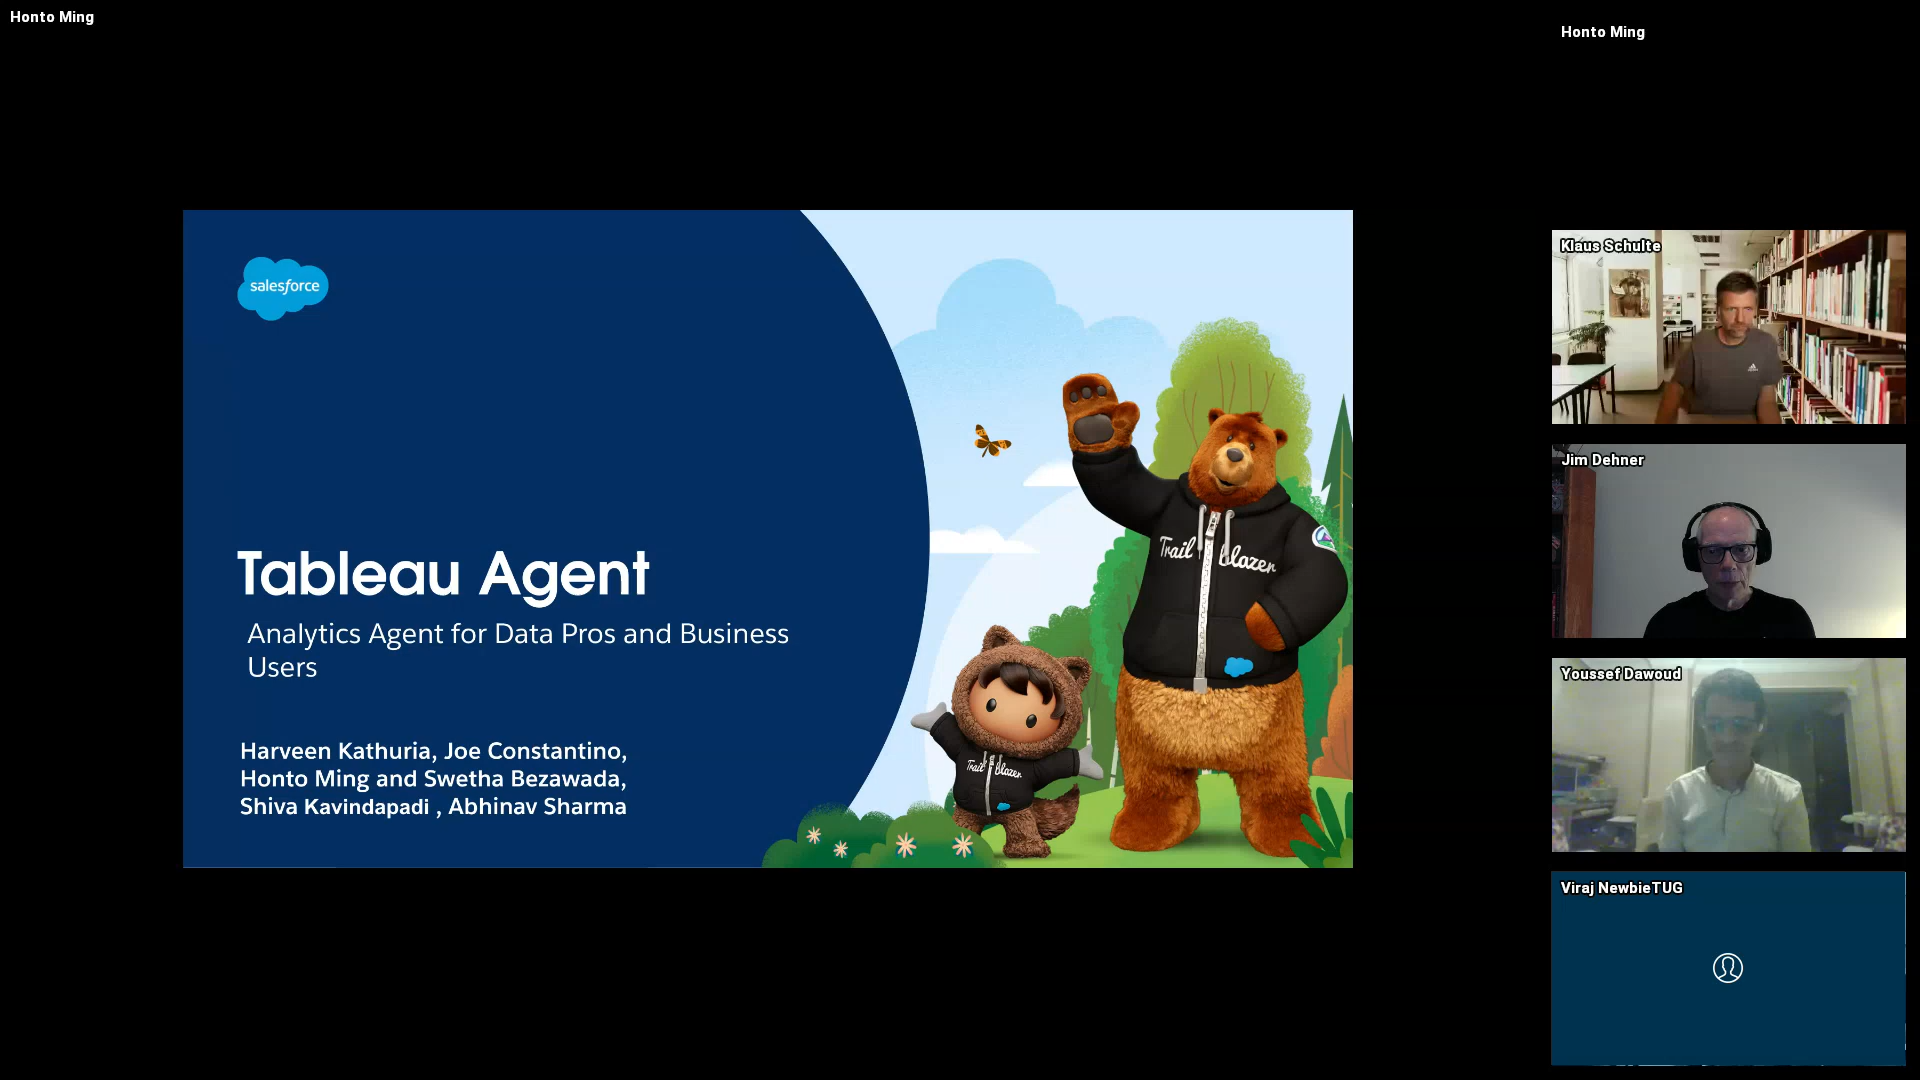 Honto Ming
Honto Ming
salesforce
Tableau Agent
Analytics Agent for Data Pros and Business
Users
Harveen Kathuria, Joe Constantino,
Honto Ming and Swetha Bezawada,
Shiva Kavindapadi , Abhinav Sharma
Trail blazer
Trail blazer
Klaus Schulte
Jim Dehner
Youssef Dawoud
Viraj NewbieTUG